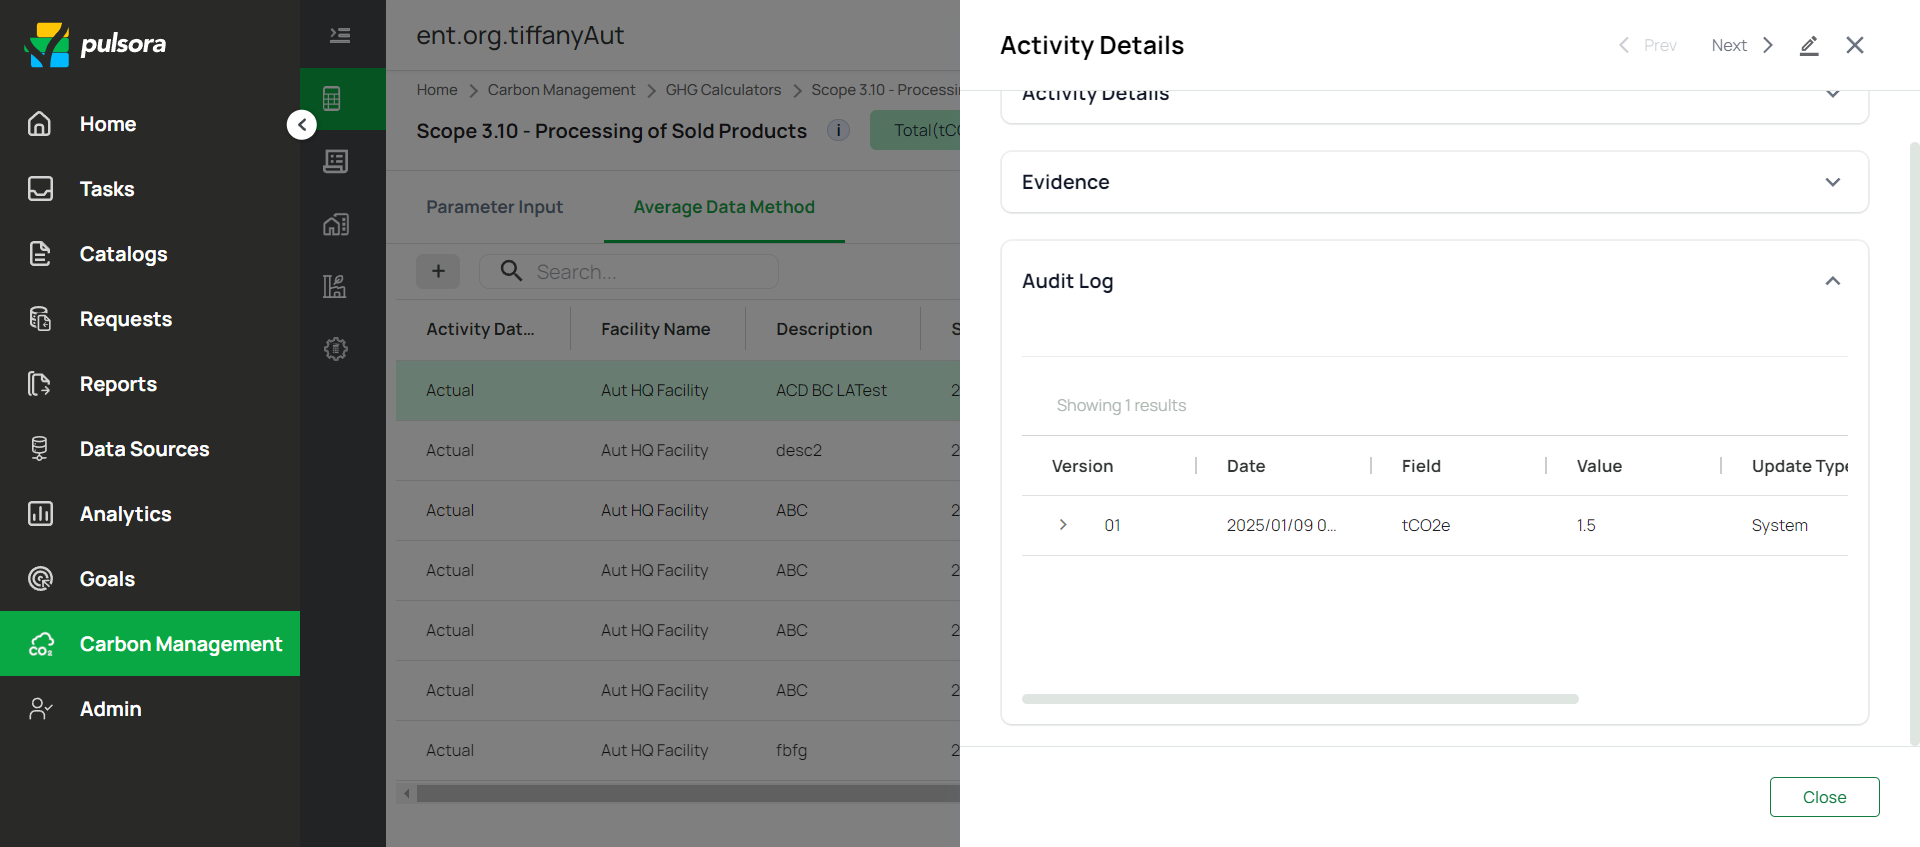 pulsora
Home
Tasks
Catalogs
Requests
Reports
Data Sources
Analytics
Goals
CO₂ Carbon Management
Admin
ent.org.tiffanyAut
Home > Carbon Management > GHG Calculators > Scope 3.10 - Processi
Scope 3.10 - Processing of Sold Products i Total(tCO
Parameter Input Average Data Method
+ Search...
Activity Dat... Facility Name Description S
Actual Aut HQ Facility ACD BC LATest 2
Actual Aut HQ Facility desc2 2
Actual Aut HQ Facility ABC 2
Actual Aut HQ Facility ABC 2
Actual Aut HQ Facility ABC 2
Actual Aut HQ Facility ABC 2
Actual Aut HQ Facility fbfg 2
Activity Details Prev Next
Activity Details
Evidence
Audit Log
Showing 1 results
Version Date Field Value Update Type
01 2025/01/09 0... tCO2e 1.5 System
Close